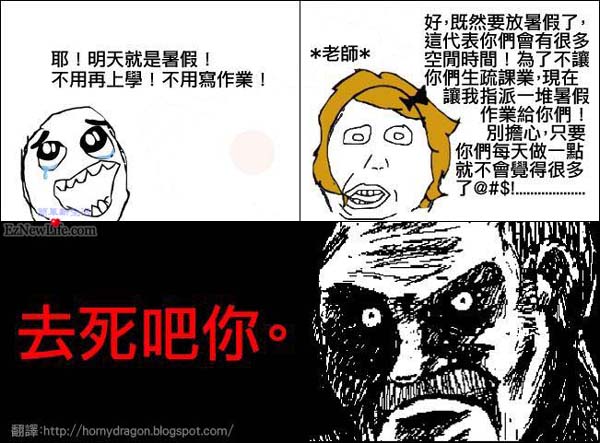 耶！明天就是暑假！
不用再上學！不用寫作業！
*老師*
好，既然要放暑假了，
這代表你們會有很多
空閒時間！為了不讓
你們生疏課業，現在
讓我指派一堆暑假
作業給你們！
別擔心，只要
你們每天做一點
就不會覺得很多
了@#$!....................
EzNewLife.com
去死吧你。
翻譯:http://homydragon.blogspot.com/